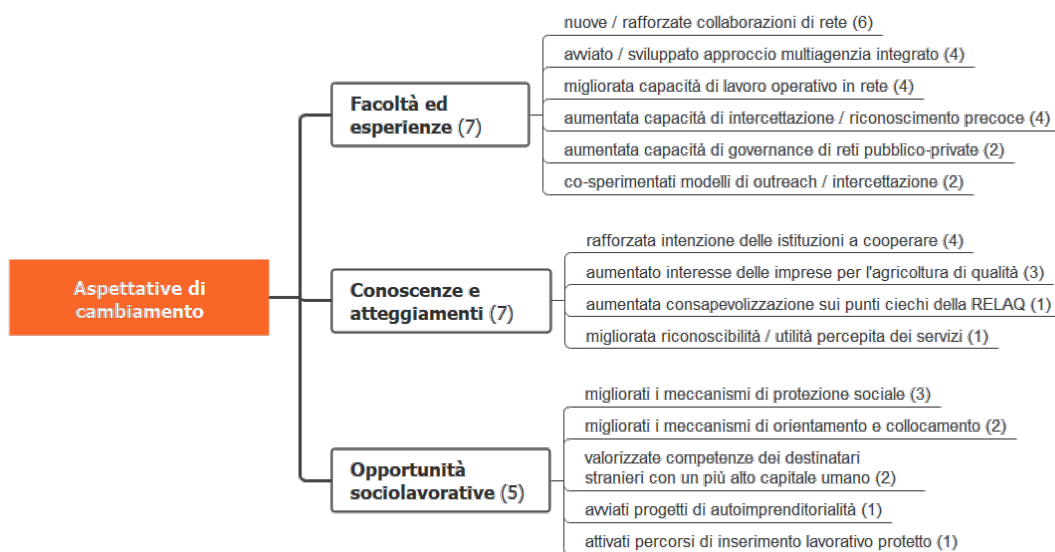 Aspettative di
cambiamento
Facoltà ed
esperienze (7)
nuove / rafforzate collaborazioni di rete (6)
avviato / sviluppato approccio multiagenzia integrato (4)
migliorata capacità di lavoro operativo in rete (4)
aumentata capacità di intercettazione / riconoscimento precoce (4)
aumentata capacità di governance di reti pubblico-private (2)
co-sperimentati modelli di outreach / intercettazione (2)
Conoscenze e
atteggiamenti (7)
rafforzata intenzione delle istituzioni a cooperare (4)
aumentato interesse delle imprese per l'agricoltura di qualità (3)
aumentata consapevolizzazione sui punti ciechi della RELAQ (1)
migliorata riconoscibilità / utilità percepita dei servizi (1)
Opportunità
sociolavorative (5)
migliorati i meccanismi di protezione sociale (3)
migliorati i meccanismi di orientamento e collocamento (2)
valorizzate competenze dei destinatari
stranieri con un più alto capitale umano (2)
avviati progetti di autoimprenditorialità (1)
attivati percorsi di inserimento lavorativo protetto (1)